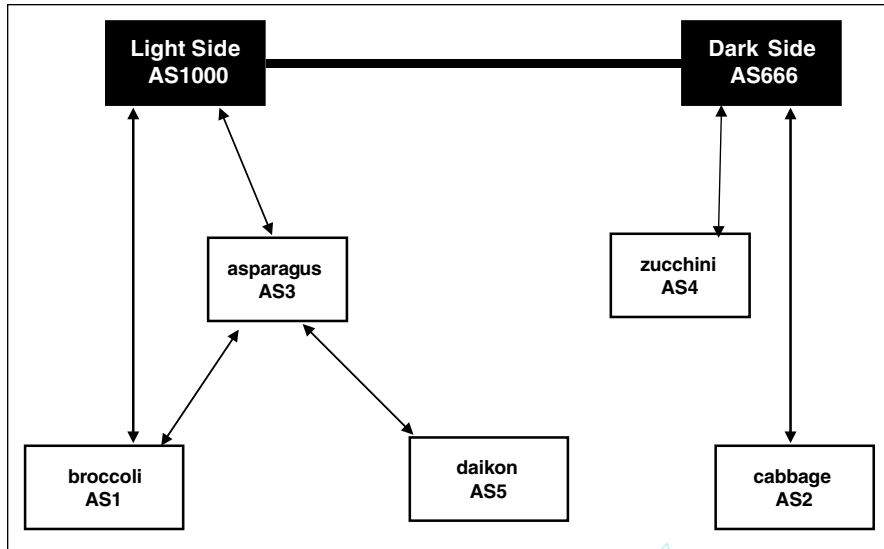 Light Side
AS1000
Dark Side
AS666
asparagus
AS3
zucchini
AS4
broccoli
AS1
daikon
AS5
cabbage
AS2